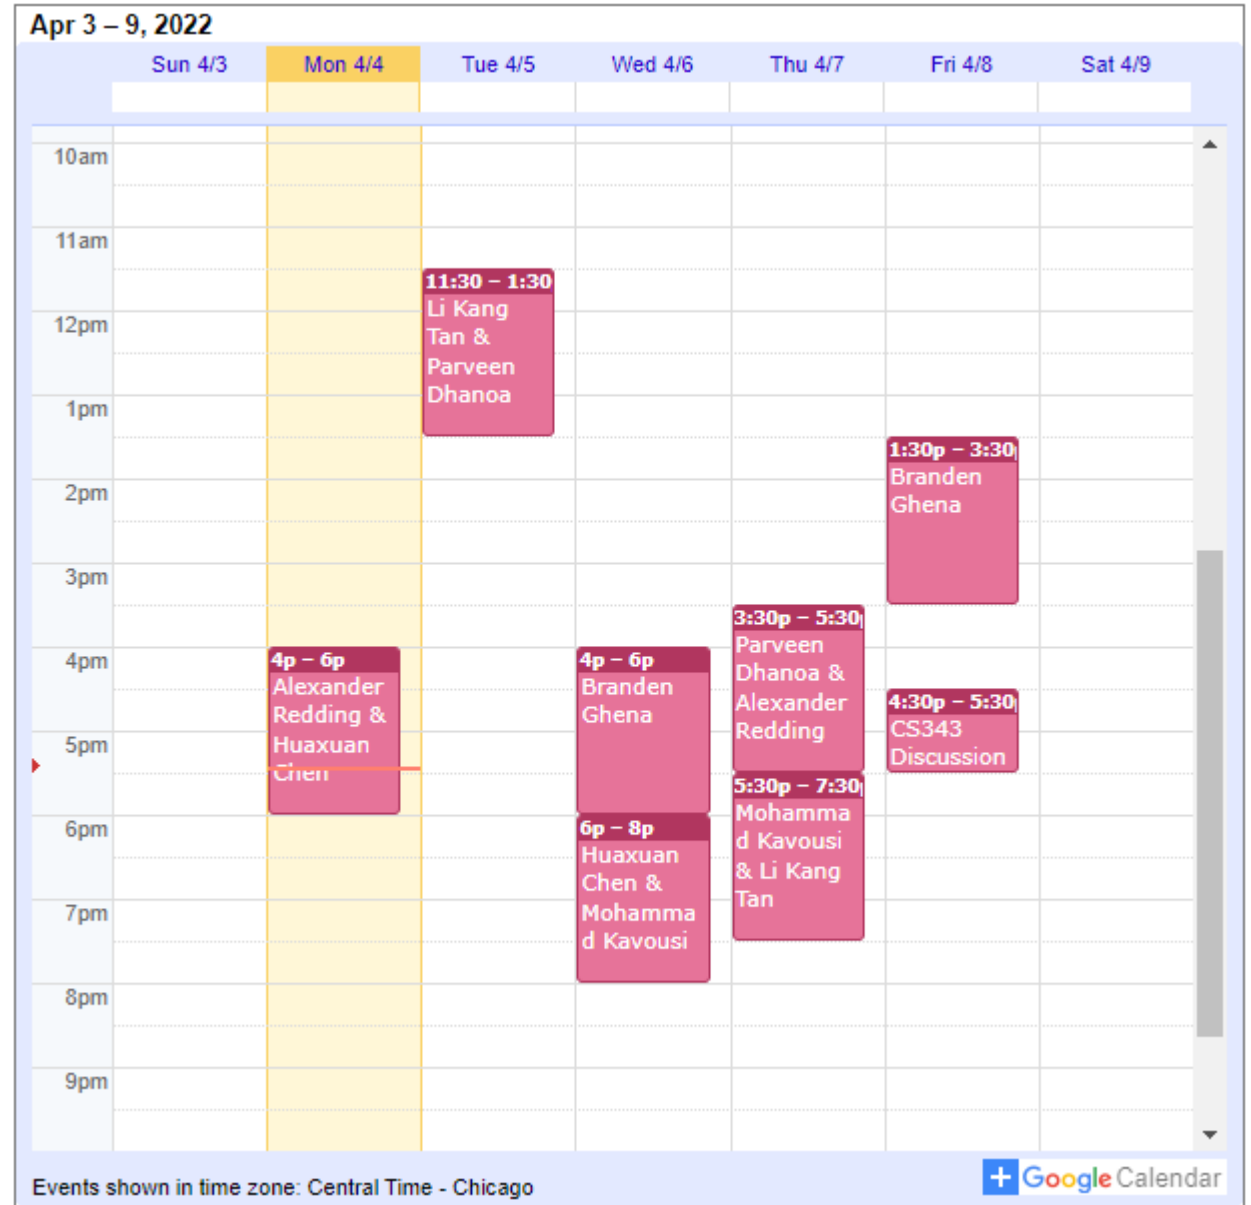 Apr 3 – 9, 2022
Sun 4/3 Mon 4/4 Tue 4/5 Wed 4/6 Thu 4/7 Fri 4/8 Sat 4/9
10am
11am
12pm
1pm
2pm
3pm
4pm
5pm
6pm
7pm
8pm
9pm
4p – 6p
Alexander
Redding &
Huaxuan
Chen
11:30 – 1:30
Li Kang
Tan &
Parveen
Dhanoa
4p – 6p
Branden
Ghena
6p – 8p
Huaxuan
Chen &
Mohamma
d Kavousi
3:30p – 5:30p
Parveen
Dhanoa &
Alexander
Redding
5:30p – 7:30p
Mohamma
d Kavousi
& Li Kang
Tan
1:30p – 3:30p
Branden
Ghena
4:30p – 5:30p
CS343
Discussion
Events shown in time zone: Central Time - Chicago
+ Google Calendar